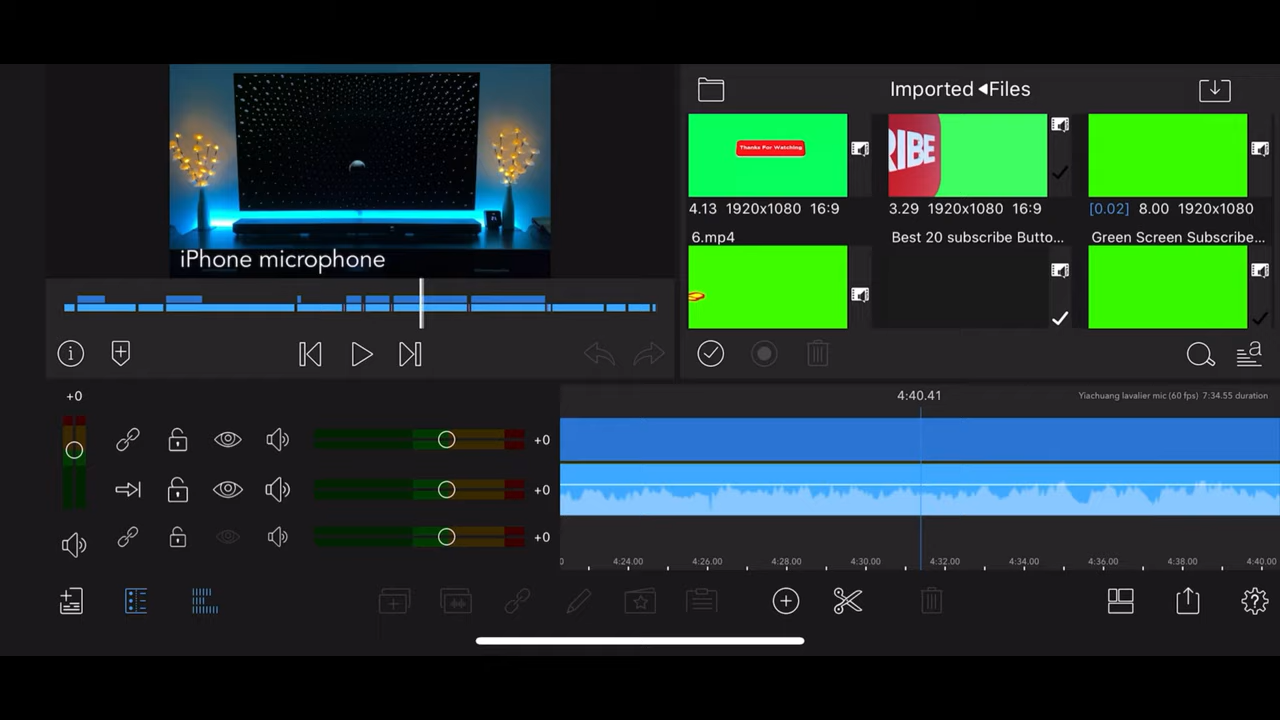 iPhone microphone
Imported ◂Files
Thanks For Watching
RIBE
4.13 1920x1080 16:9
3.29 1920x1080 16:9
[0.02] 8.00 1920x1080
6.mp4
Best 20 subscribe Butto...
Green Screen Subscribe...
a
+0
4:40.41
Yiachuang lavalier mic (60 fps) 7:34.55 duration
+0
+0
+0
0
4:24.00
4:26.00
4:28.00
4:30.00
4:32.00
4:34.00
4:36.00
4:38.00
4:40.00